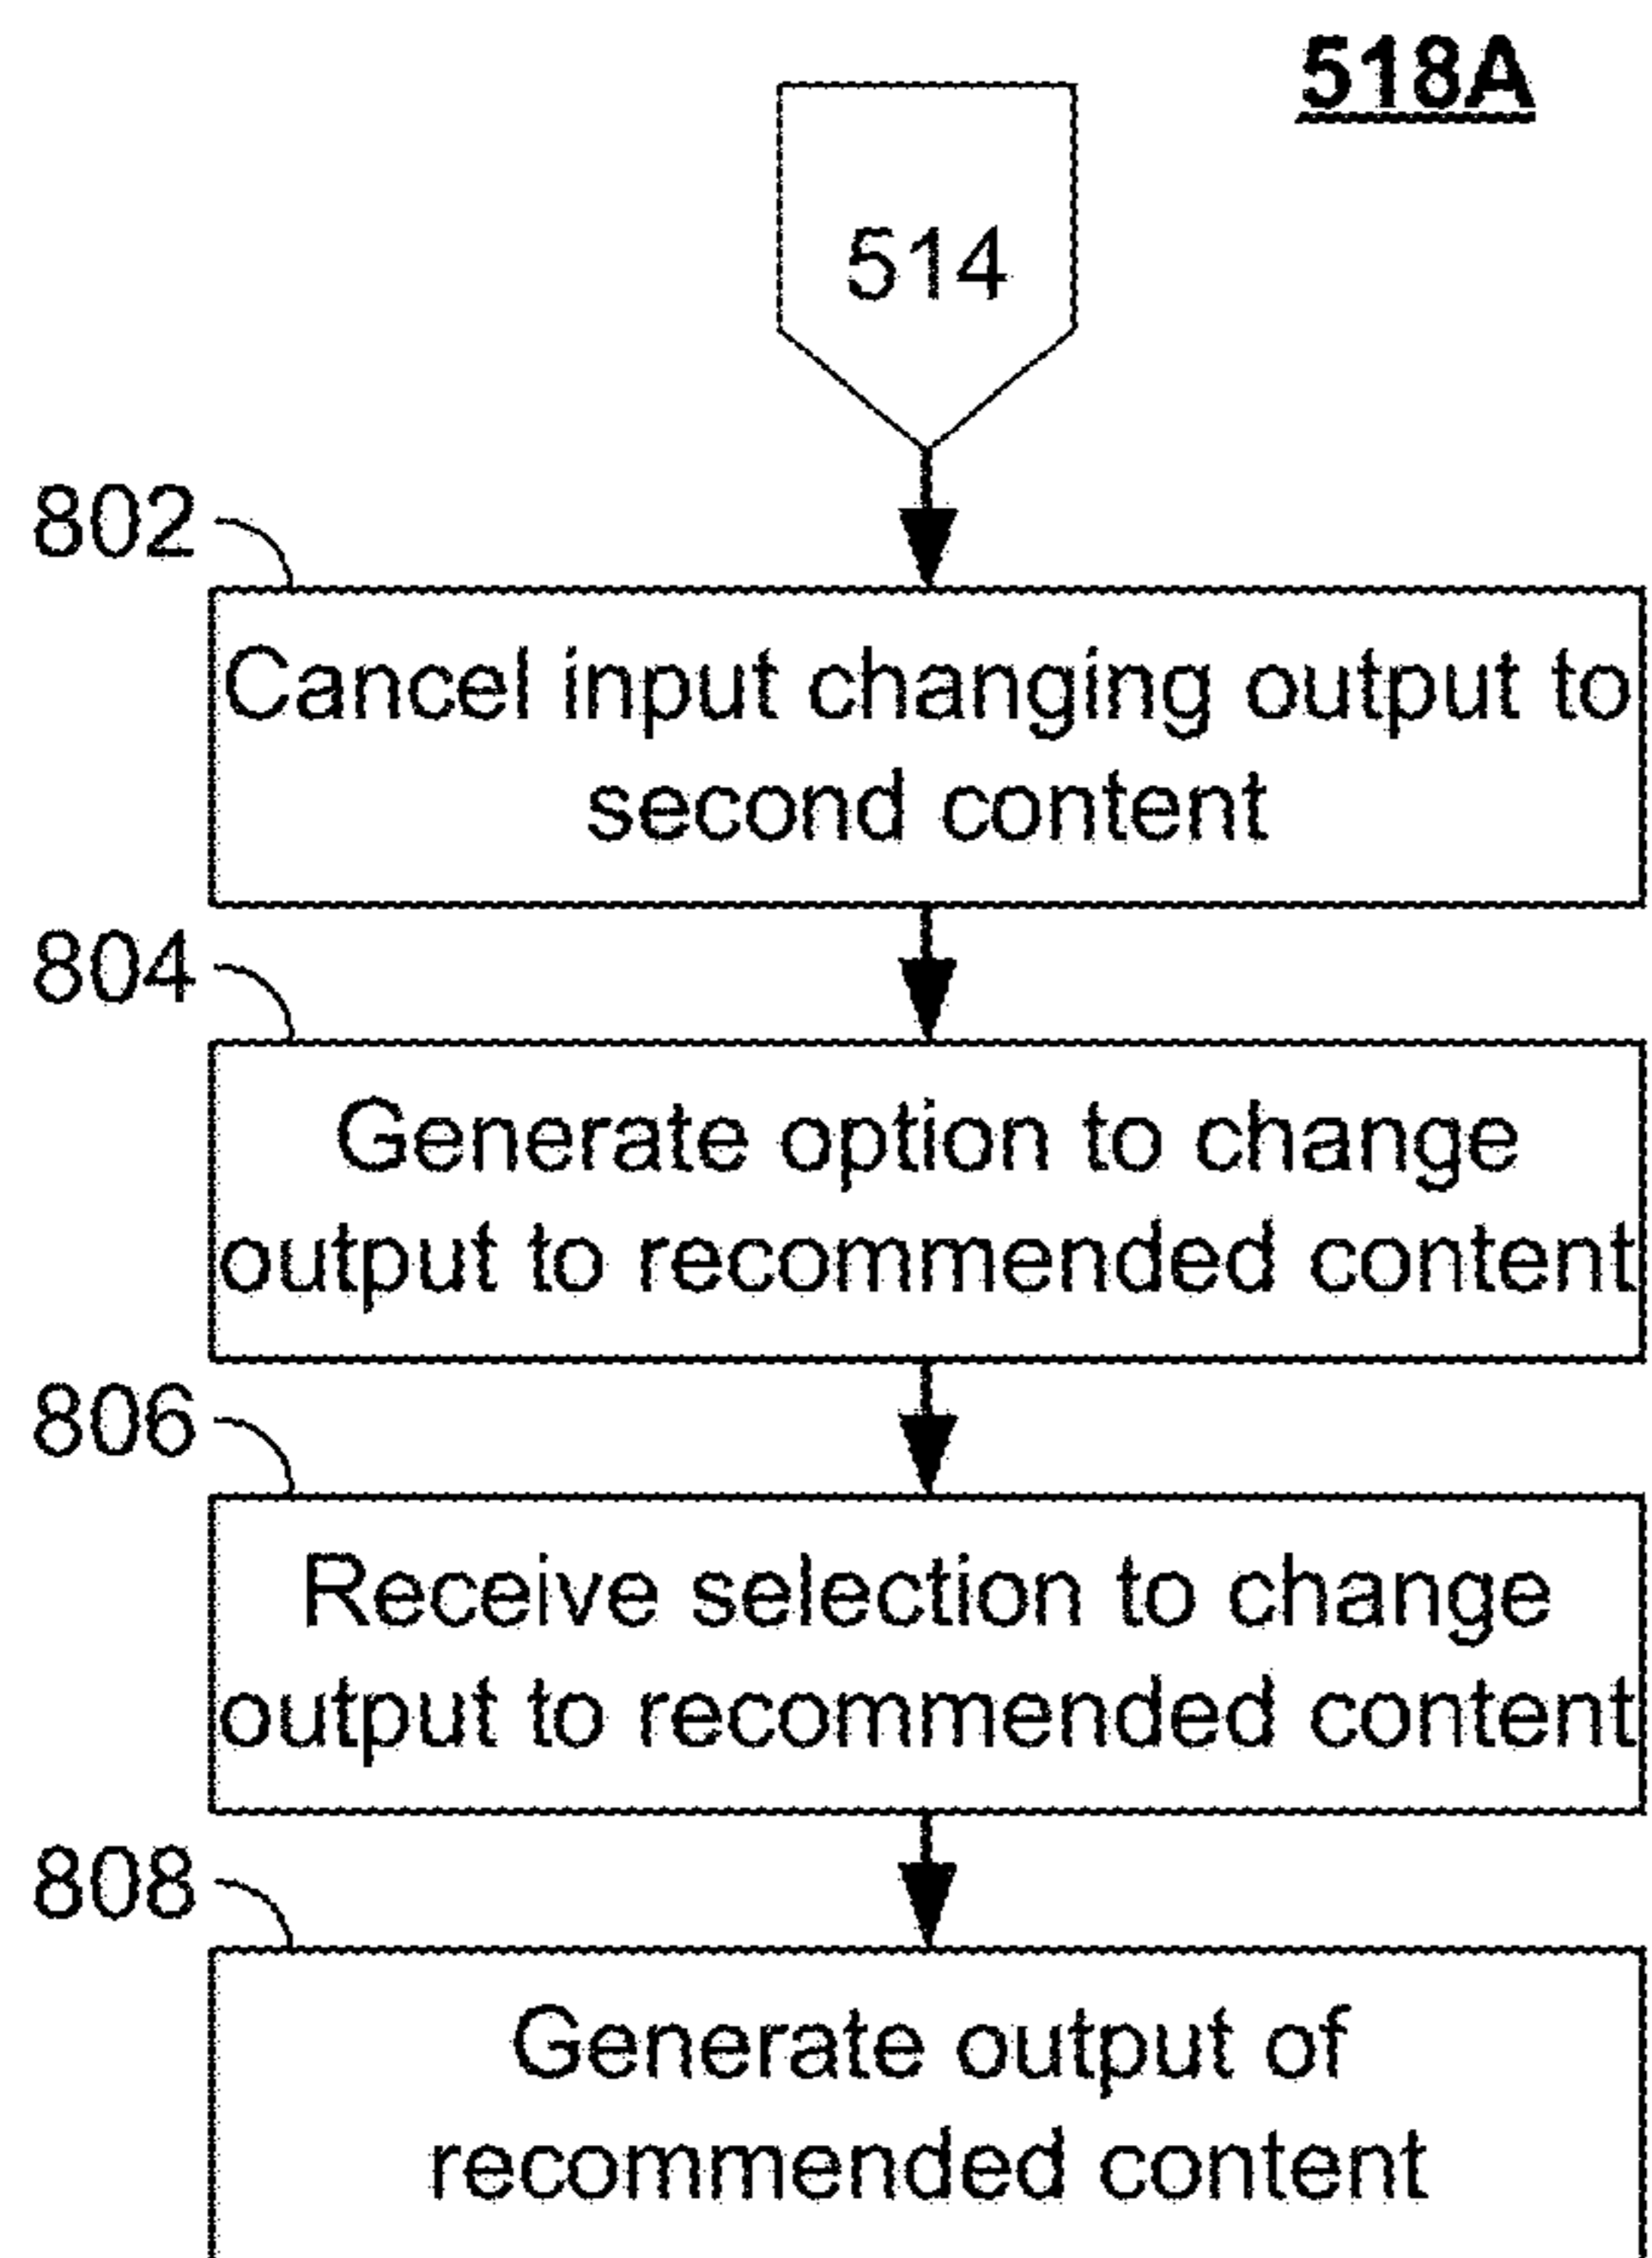 518A
514
802
Cancel input changing output to
second content
804
Generate option to change
output to recommended content
806
Receive selection to change
output to recommended content
808
Generate output of
recommended content